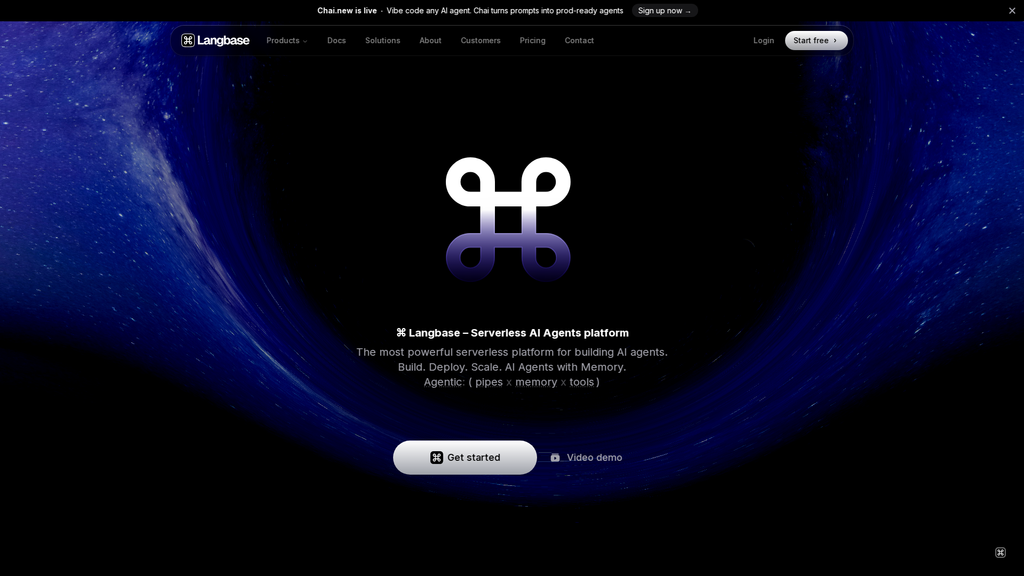 Chai.new is live · Vibe code any AI agent. Chai turns prompts into prod-ready agents Sign up now →
⌘ Langbase Products Docs Solutions About Customers Pricing Contact Login Start free ›
⌘ Langbase – Serverless AI Agents platform
The most powerful serverless platform for building AI agents.
Build. Deploy. Scale. AI Agents with Memory.
Agentic: ( pipes x memory x tools )
⌘ Get started Video demo